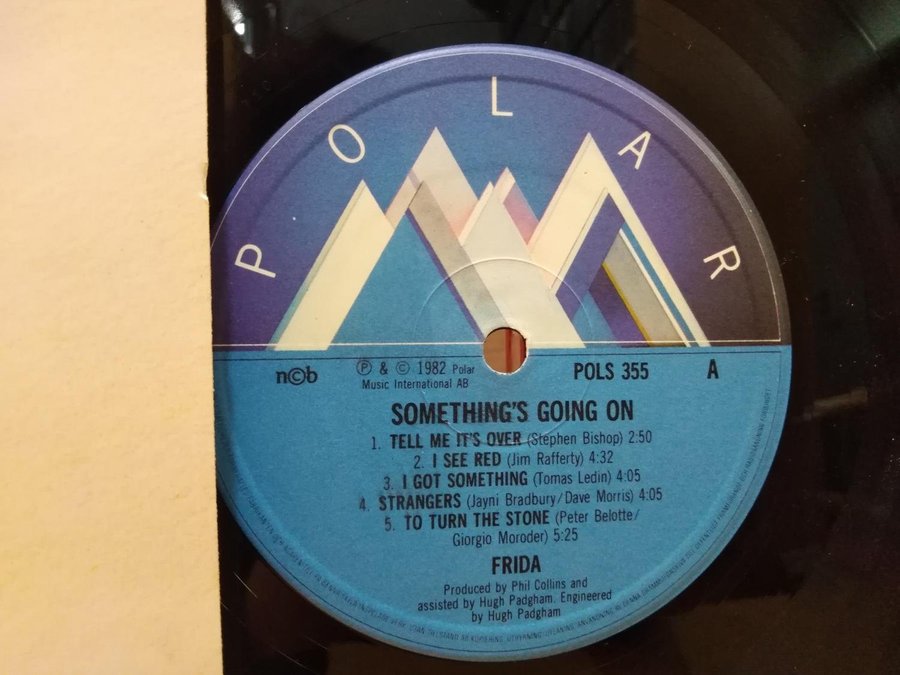 POLAR
n©b
Ⓟ & © 1982 Polar
Music International AB
POLS 355
A
SOMETHING'S GOING ON
1. TELL ME IT'S OVER (Stephen Bishop) 2:50
2. I SEE RED (Jim Rafferty) 4:32
3. I GOT SOMETHING (Tomas Ledin) 4:05
4. STRANGERS (Jayni Bradbury/Dave Morris) 4:05
5. TO TURN THE STONE (Peter Belotte/
Giorgio Moroder) 5:25
FRIDA
Produced by Phil Collins and
assisted by Hugh Padgham. Engineered
by Hugh Padgham